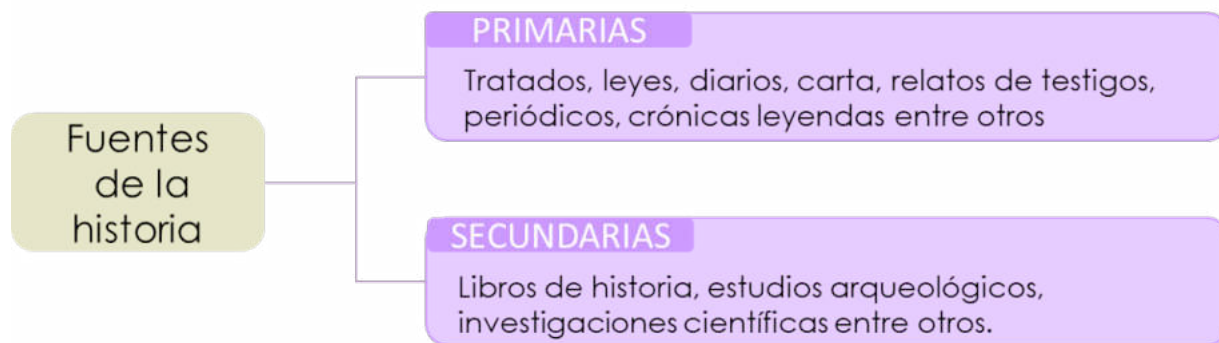 Fuentes
de la
historia
PRIMARIAS
Tratados, leyes, diarios, carta, relatos de testigos,
periódicos, crónicas leyendas entre otros
SECUNDARIAS
Libros de historia, estudios arqueológicos,
investigaciones científicas entre otros.